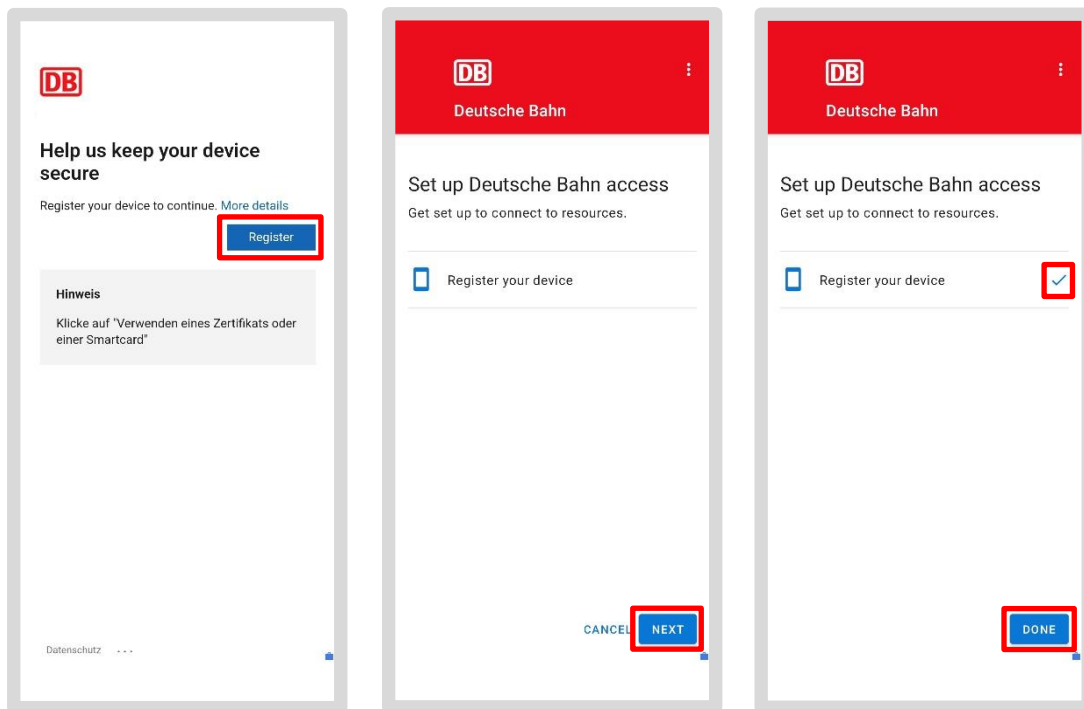 DB
Help us keep your device
secure
Register your device to continue. More details
Register
Hinweis
Klicke auf "Verwenden eines Zertifikats oder
einer Smartcard"
Datenschutz ...
DB
Deutsche Bahn
Set up Deutsche Bahn access
Get set up to connect to resources.
Register your device
CANCEL NEXT
DB
Deutsche Bahn
Set up Deutsche Bahn access
Get set up to connect to resources.
Register your device
DONE